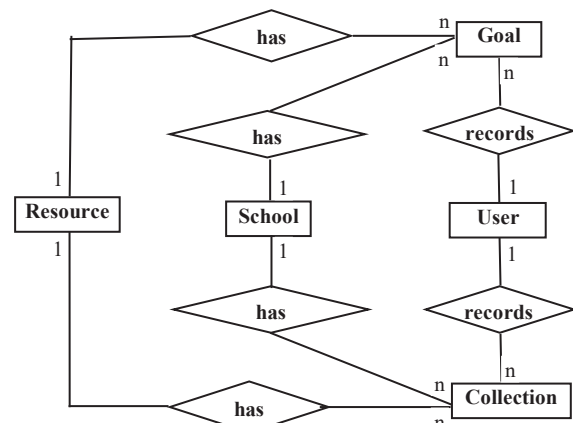 has
n
Goal
n
n
has
records
1
1
1
Resource
School
User
1
1
1
has
records
n
n
Collection
has
n